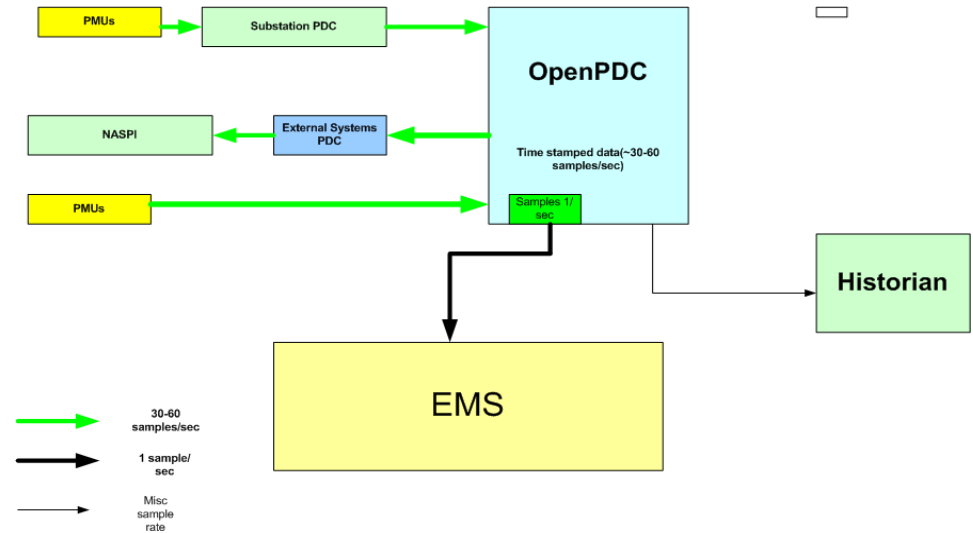 PMUs
Substation PDC
OpenPDC
NASPI
External Systems
PDC
Time stamped data(~30-60
samples/sec)
PMUs
Samples 1/
sec
Historian
EMS
30-60
samples/sec
1 sample/
sec
Misc
sample
rate